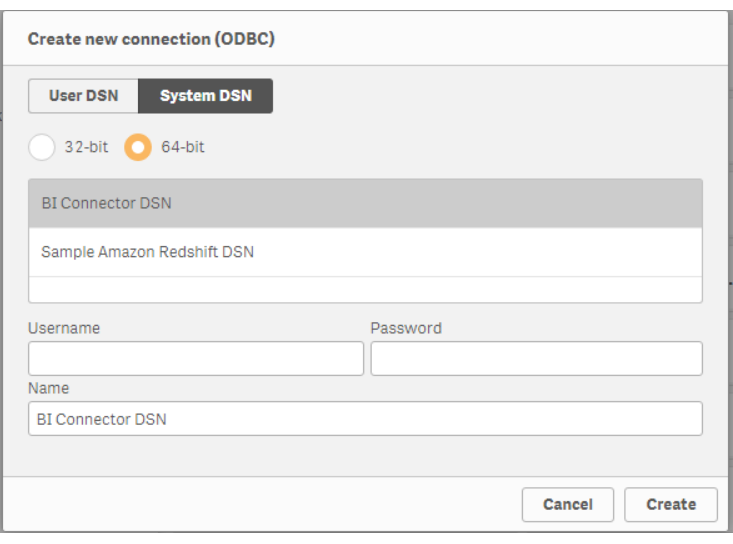 Create new connection (ODBC)
User DSN System DSN
32-bit 64-bit
BI Connector DSN
Sample Amazon Redshift DSN
Username Password
Name
BI Connector DSN
Cancel Create